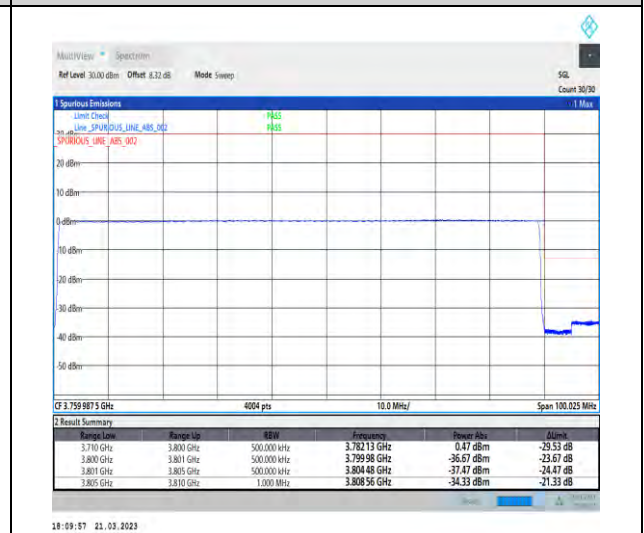 MultiView Spectrum
Ref Level 30.00 dBm Offset 8.32 dB Mode Sweep SGL
Count 30/30
1 Spurious Emissions 1 Max
Limit Check PASS
Line _SPURIOUS_LINE_ABS_002 PASS
_SPURIOUS_LINE_ABS_002
20 dBm
10 dBm
0 dBm
-10 dBm
-20 dBm
-30 dBm
-40 dBm
-50 dBm
CF 3.759 987 5 GHz 4004 pts 10.0 MHz/ Span 100.025 MHz
2 Result Summary
Range Low Range Up RBW Frequency Power Abs ΔLimit
3.710 GHz 3.800 GHz 500.000 kHz 3.782 13 GHz 0.47 dBm -29.53 dB
3.800 GHz 3.801 GHz 500.000 kHz 3.799 98 GHz -36.67 dBm -23.67 dB
3.801 GHz 3.805 GHz 500.000 kHz 3.804 48 GHz -37.47 dBm -24.47 dB
3.805 GHz 3.810 GHz 1.000 MHz 3.808 56 GHz -34.33 dBm -21.33 dB
Ready
18:09:57 21.03.2023